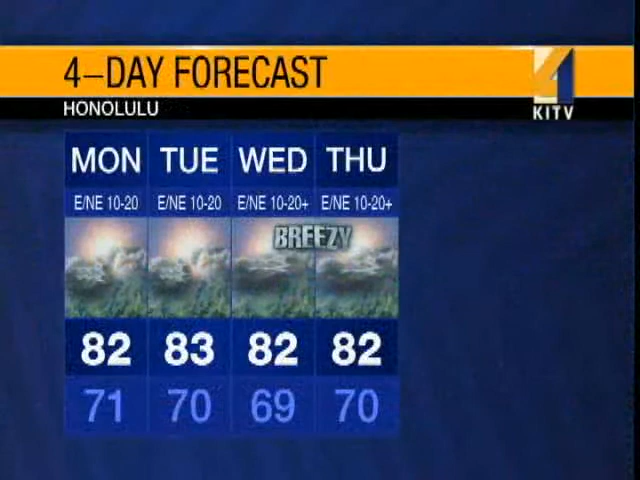 4-DAY FORECAST
HONOLULU
4
KITV
MON TUE WED THU
E/NE 10-20 E/NE 10-20 E/NE 10-20+ E/NE 10-20+
BREEZY
82 83 82 82
71 70 69 70